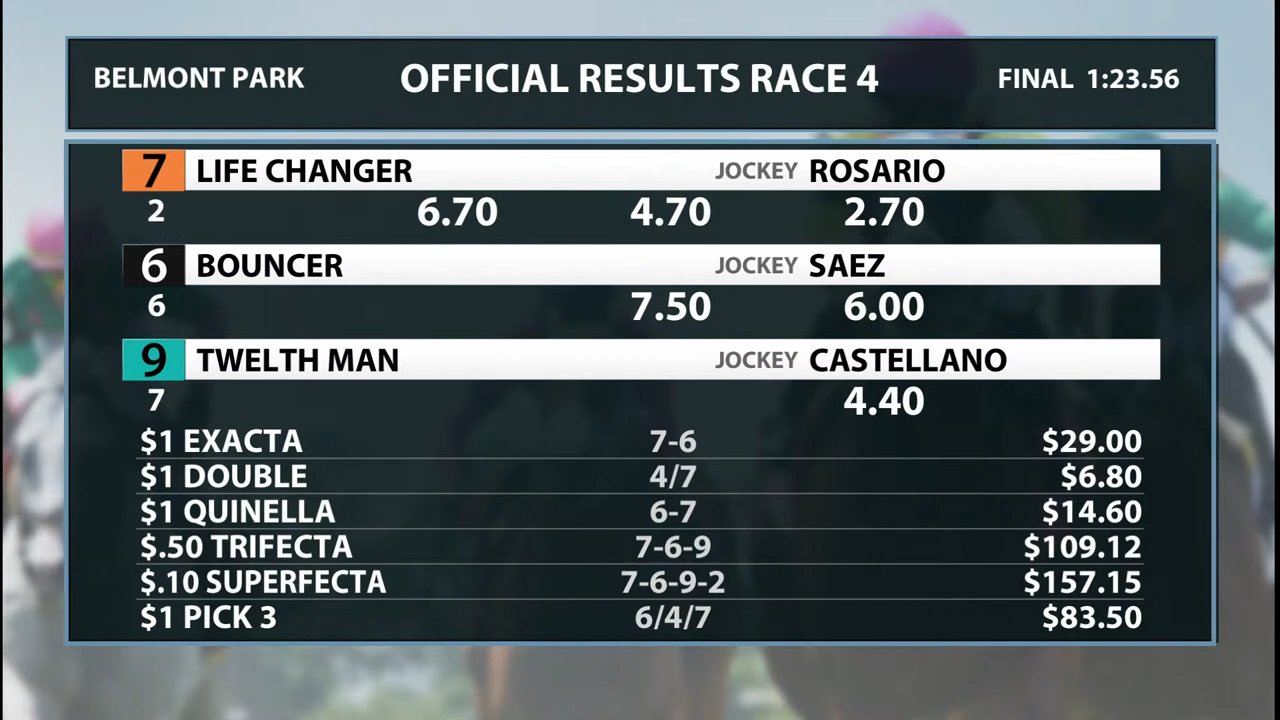 BELMONT PARK OFFICIAL RESULTS RACE 4 FINAL 1:23.56
7 LIFE CHANGER JOCKEY ROSARIO
2 6.70 4.70 2.70
6 BOUNCER JOCKEY SAEZ
6 7.50 6.00
9 TWELTH MAN JOCKEY CASTELLANO
7 4.40
$1 EXACTA 7-6 $29.00
$1 DOUBLE 4/7 $6.80
$1 QUINELLA 6-7 $14.60
$.50 TRIFECTA 7-6-9 $109.12
$.10 SUPERFECTA 7-6-9-2 $157.15
$1 PICK 3 6/4/7 $83.50